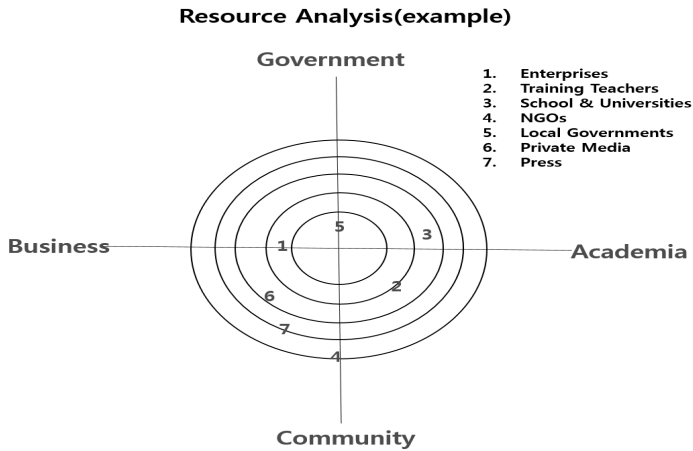 Resource Analysis(example)
Government
1. Enterprises
2. Training Teachers
3. School & Universities
4. NGOs
5. Local Governments
6. Private Media
7. Press
5
3
Business
1
Academia
2
6
7
4
Community